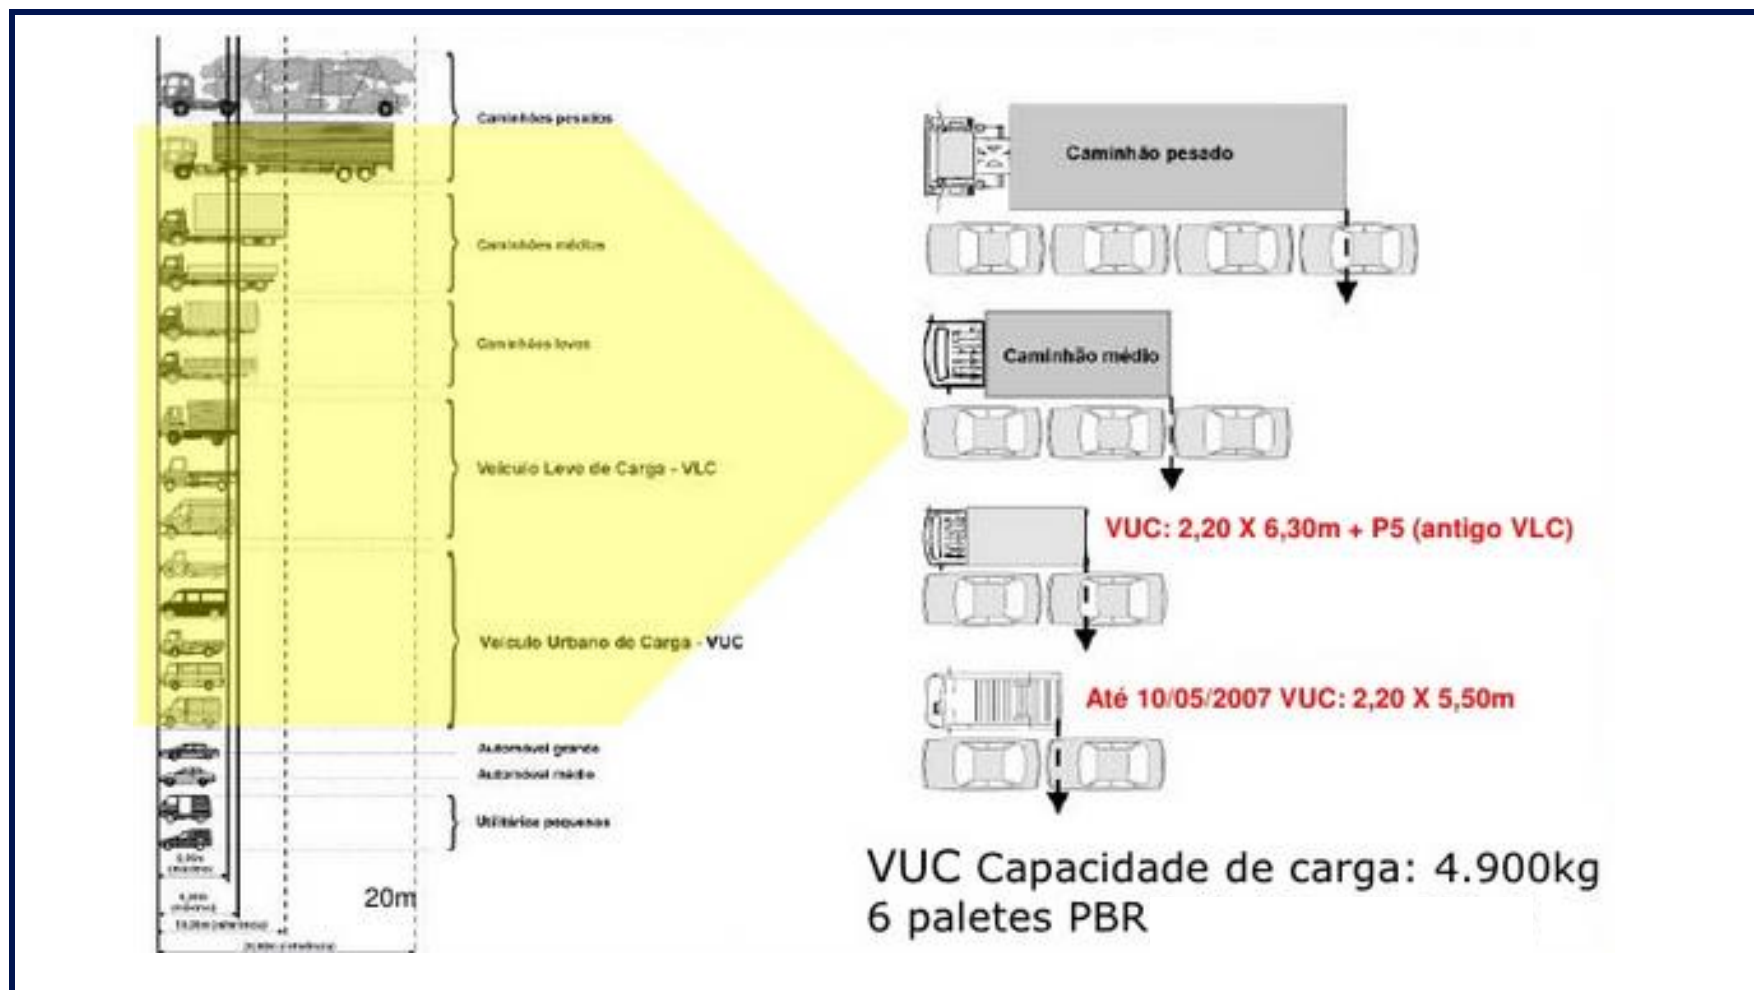 Caminhões pesados
Caminhões médios
Caminhões leves
Veículo Leve de Carga - VLC
Veículo Urbano de Carga - VUC
Automóvel grande
Automóvel médio
Utilitários pequenos
20m
Caminhão pesado
Caminhão médio
VUC: 2,20 X 6,30m + P5 (antigo VLC)
Até 10/05/2007 VUC: 2,20 X 5,50m
VUC Capacidade de carga: 4.900kg
6 paletes PBR